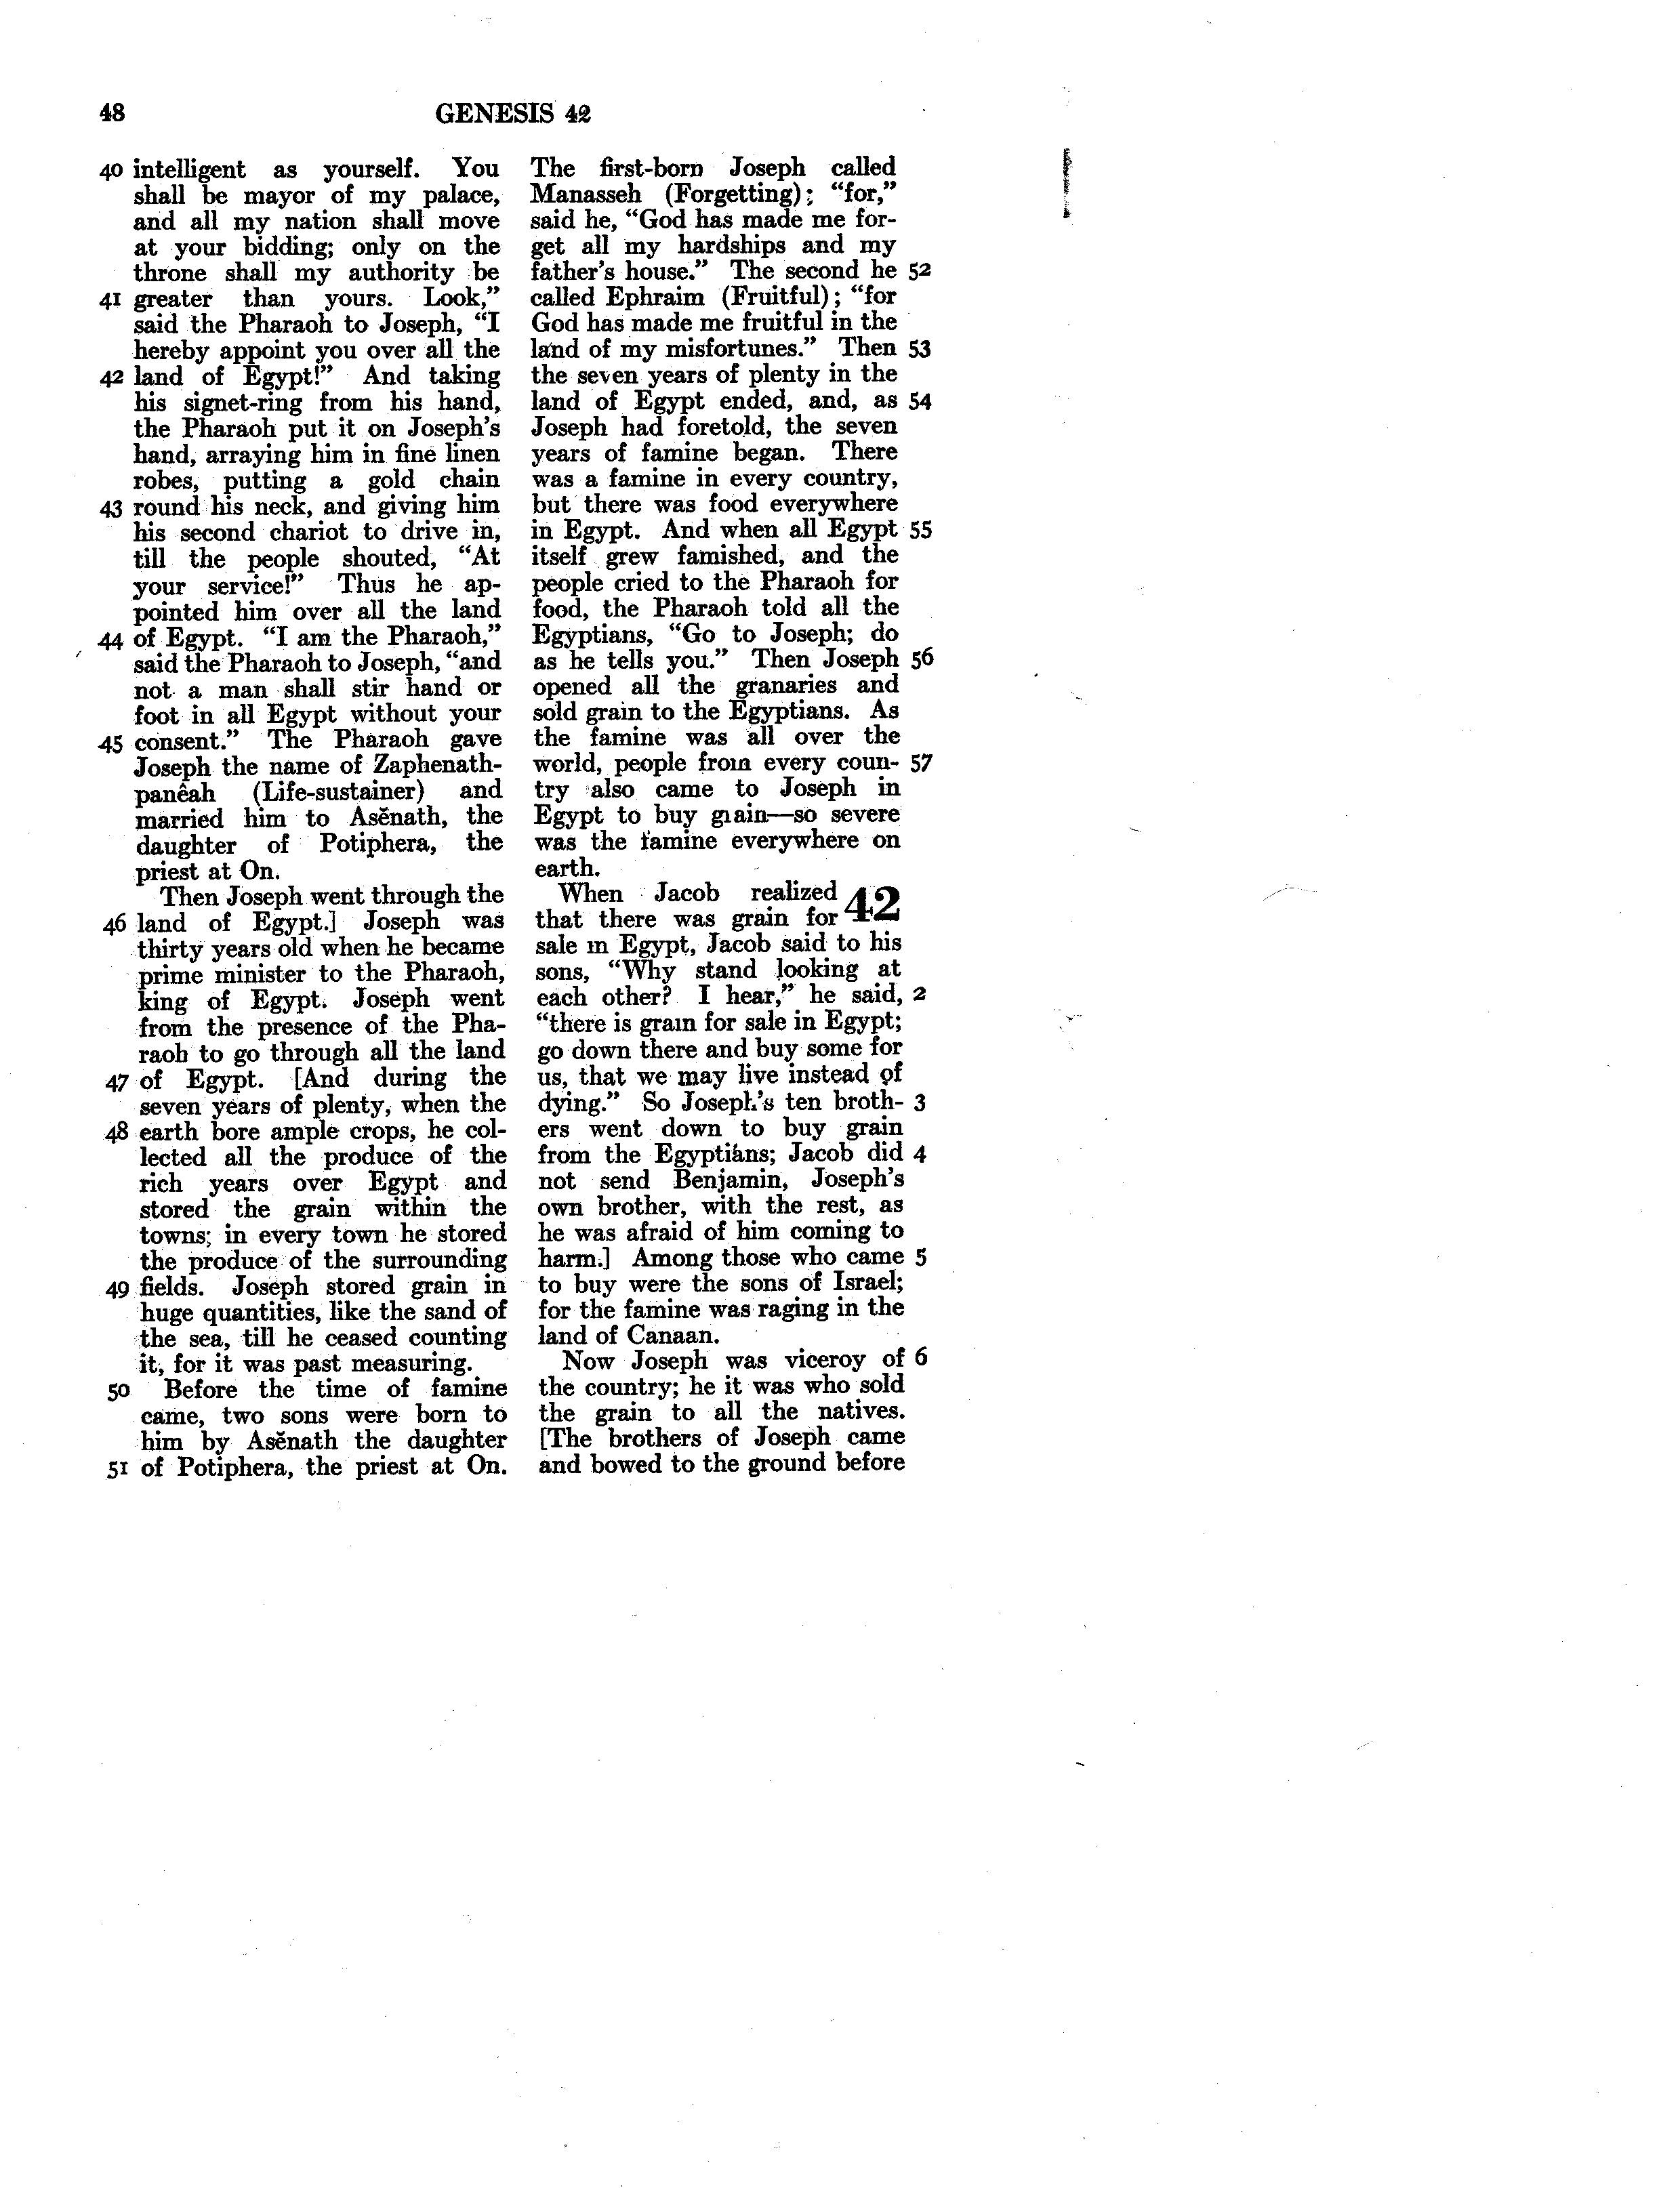 48 GENESIS 42
40 intelligent as yourself. You
shall be mayor of my palace,
and all my nation shall move
at your bidding; only on the
throne shall my authority be
41 greater than yours. Look,”
said the Pharaoh to Joseph, “I
hereby appoint you over all the
42 land of Egypt!” And taking
his signet-ring from his hand,
the Pharaoh put it on Joseph’s
hand, arraying him in fine linen
robes, putting a gold chain
43 round his neck, and giving him
his second chariot to drive in,
till the people shouted, “At
your service!” Thus he ap-
pointed him over all the land
44 of Egypt. “I am the Pharaoh,”
said the Pharaoh to Joseph, “and
not a man shall stir hand or
foot in all Egypt without your
45 consent.” The Pharaoh gave
Joseph the name of Zaphenath-
panêah (Life-sustainer) and
married him to Asĕnath, the
daughter of Potiphera, the
priest at On.
Then Joseph went through the
46 land of Egypt.] Joseph was
thirty years old when he became
prime minister to the Pharaoh,
king of Egypt. Joseph went
from the presence of the Pha-
raoh to go through all the land
47 of Egypt. [And during the
seven years of plenty, when the
48 earth bore ample crops, he col-
lected all the produce of the
rich years over Egypt and
stored the grain within the
towns; in every town he stored
the produce of the surrounding
49 fields. Joseph stored grain in
huge quantities, like the sand of
the sea, till he ceased counting
it, for it was past measuring.
50 Before the time of famine
came, two sons were born to
him by Asĕnath the daughter
51 of Potiphera, the priest at On.
The first-born Joseph called
Manasseh (Forgetting); “for,”
said he, “God has made me for-
get all my hardships and my
father’s house.” The second he 52
called Ephraim (Fruitful); “for
God has made me fruitful in the
land of my misfortunes.” Then 53
the seven years of plenty in the
land of Egypt ended, and, as 54
Joseph had foretold, the seven
years of famine began. There
was a famine in every country,
but there was food everywhere
in Egypt. And when all Egypt 55
itself grew famished, and the
people cried to the Pharaoh for
food, the Pharaoh told all the
Egyptians, “Go to Joseph; do
as he tells you.” Then Joseph 56
opened all the granaries and
sold grain to the Egyptians. As
the famine was all over the
world, people from every coun- 57
try also came to Joseph in
Egypt to buy grain—so severe
was the famine everywhere on
earth.
When Jacob realized 42
that there was grain for
sale in Egypt, Jacob said to his
sons, “Why stand looking at
each other? I hear,” he said, 2
“there is grain for sale in Egypt;
go down there and buy some for
us, that we may live instead of
dying.” So Joseph’s ten broth- 3
ers went down to buy grain
from the Egyptians; Jacob did 4
not send Benjamin, Joseph’s
own brother, with the rest, as
he was afraid of him coming to
harm.] Among those who came 5
to buy were the sons of Israel;
for the famine was raging in the
land of Canaan.
Now Joseph was viceroy of 6
the country; he it was who sold
the grain to all the natives.
[The brothers of Joseph came
and bowed to the ground before